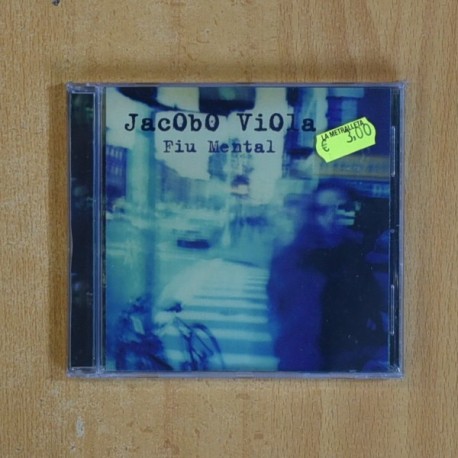 JacObO ViOla
Fiu Mental
LA METRALLETA
€ 3,00